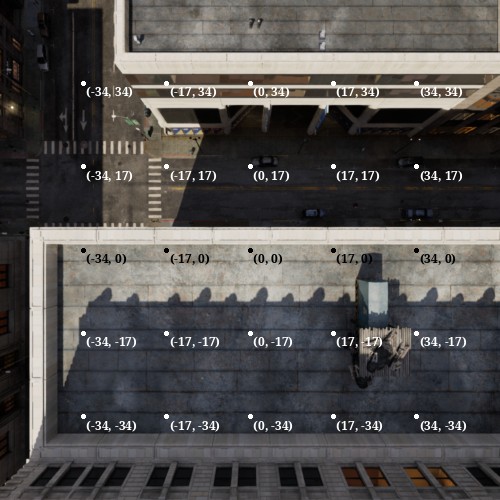 (-34, 34) (-17, 34) (0, 34) (17, 34) (34, 34)
(-34, 17) (-17, 17) (0, 17) (17, 17) (34, 17)
(-34, 0) (-17, 0) (0, 0) (17, 0) (34, 0)
(-34, -17) (-17, -17) (0, -17) (17, -17) (34, -17)
(-34, -34) (-17, -34) (0, -34) (17, -34) (34, -34)